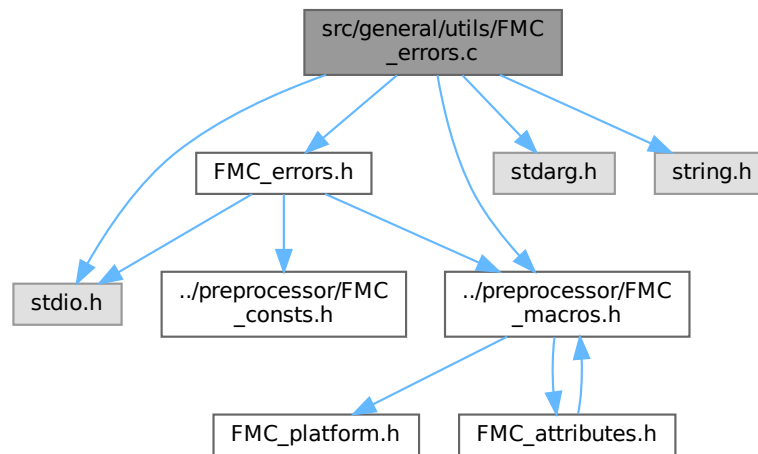 src/general/utils/FMC
_errors.c
FMC_errors.h
stdarg.h
string.h
stdio.h
../preprocessor/FMC
_consts.h
../preprocessor/FMC
_macros.h
FMC_platform.h
FMC_attributes.h